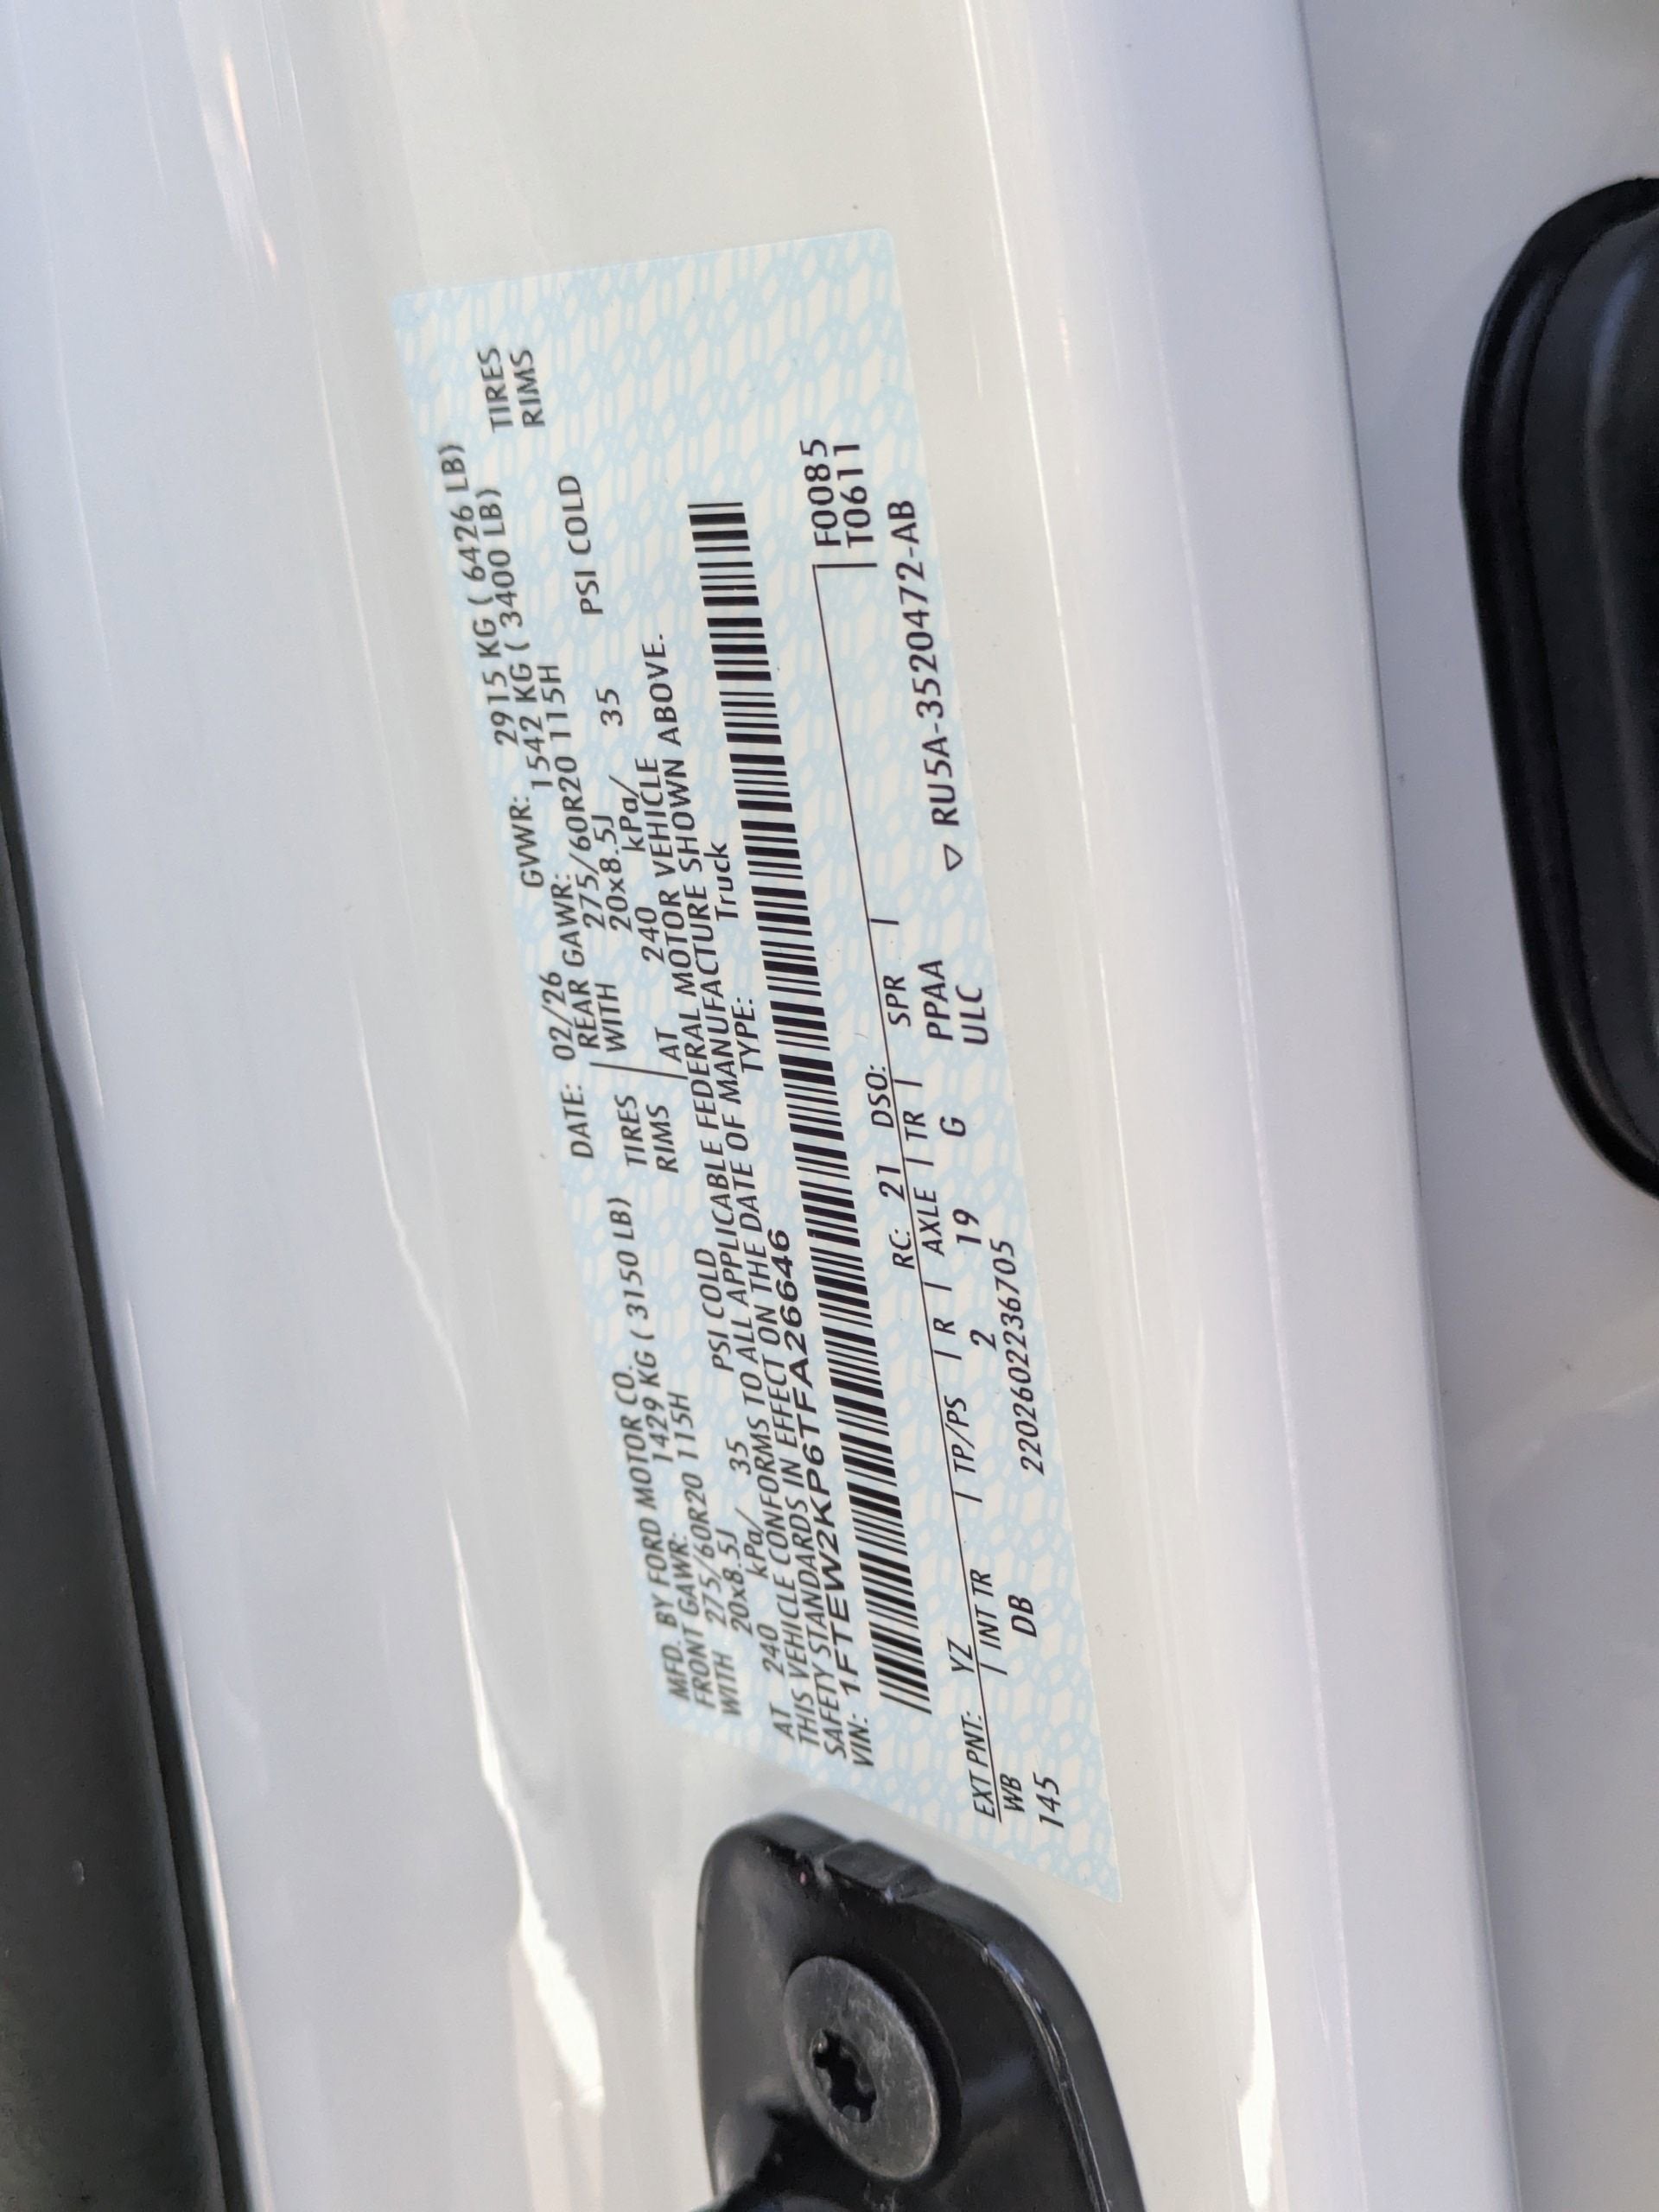 MFD. BY FORD MOTOR CO. DATE: 02/26 GVWR: 2915 KG ( 6426 LB)
FRONT GAWR: 1429 KG ( 3150 LB) REAR GAWR: 1542 KG ( 3400 LB)
WITH 275/60R20 115H TIRES WITH 275/60R20 115H TIRES
20x8.5J RIMS 20x8.5J RIMS
AT 240 kPa/ 35 PSI COLD AT 240 kPa/ 35 PSI COLD
THIS VEHICLE CONFORMS TO ALL APPLICABLE FEDERAL MOTOR VEHICLE
SAFETY STANDARDS IN EFFECT ON THE DATE OF MANUFACTURE SHOWN ABOVE.
VIN: 1FTEW2KP6TFA26646 TYPE: Truck
F0085
T0611
EXT PNT: YZ RC: 21 DSO:
WB INT TR TP/PS R AXLE TR SPR
145 DB 2 19 G PPAA
2202602236705 ULC ▽ RU5A-3520472-AB